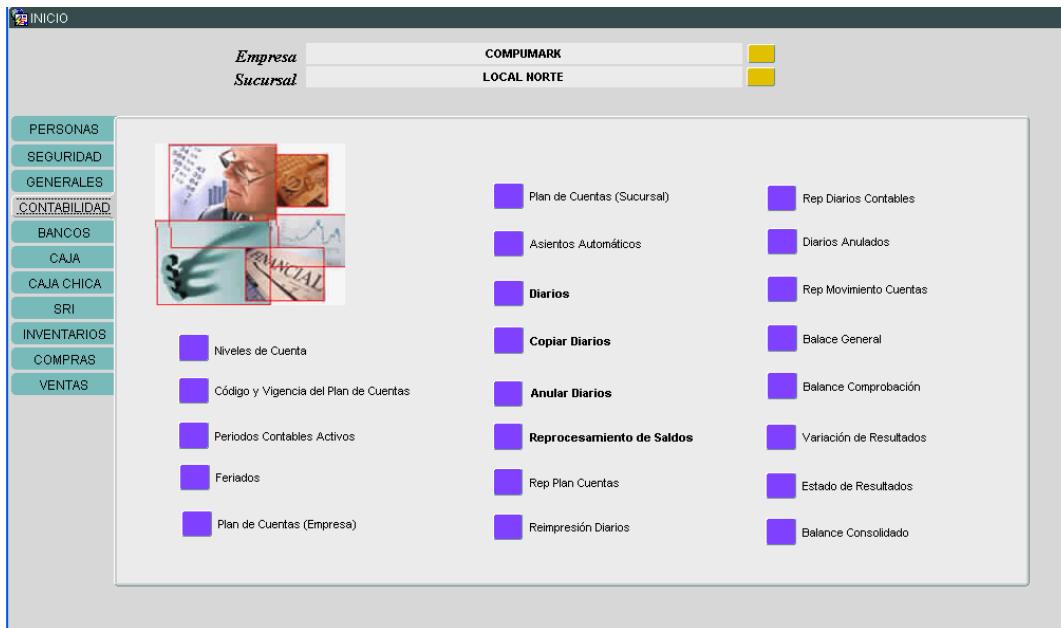 INICIO
Empresa COMPUMARK
Sucursal LOCAL NORTE
PERSONAS
SEGURIDAD
GENERALES
CONTABILIDAD
BANCOS
CAJA
CAJA CHICA
SRI
INVENTARIOS
COMPRAS
VENTAS
FINANCIAL
Niveles de Cuenta
Código y Vigencia del Plan de Cuentas
Periodos Contables Activos
Feriados
Plan de Cuentas (Empresa)
Plan de Cuentas (Sucursal)
Asientos Automáticos
Diarios
Copiar Diarios
Anular Diarios
Reprocesamiento de Saldos
Rep Plan Cuentas
Reimpresión Diarios
Rep Diarios Contables
Diarios Anulados
Rep Movimiento Cuentas
Balace General
Balance Comprobación
Variación de Resultados
Estado de Resultados
Balance Consolidado